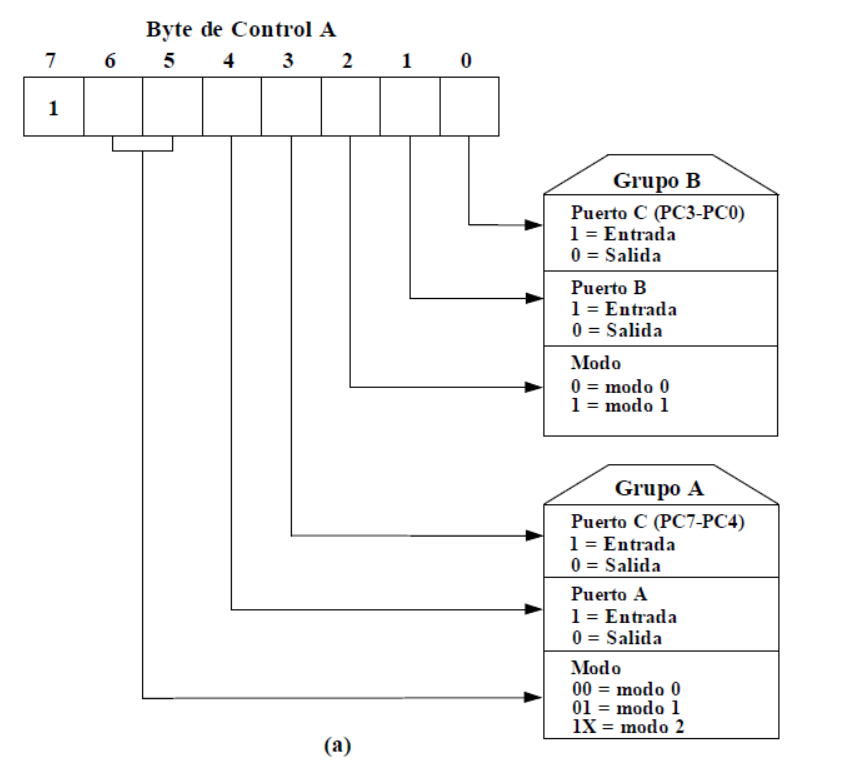 Byte de Control A
7 6 5 4 3 2 1 0
1
Grupo B
Puerto C (PC3-PC0)
1 = Entrada
0 = Salida
Puerto B
1 = Entrada
0 = Salida
Modo
0 = modo 0
1 = modo 1
Grupo A
Puerto C (PC7-PC4)
1 = Entrada
0 = Salida
Puerto A
1 = Entrada
0 = Salida
Modo
00 = modo 0
01 = modo 1
1X = modo 2
(a)